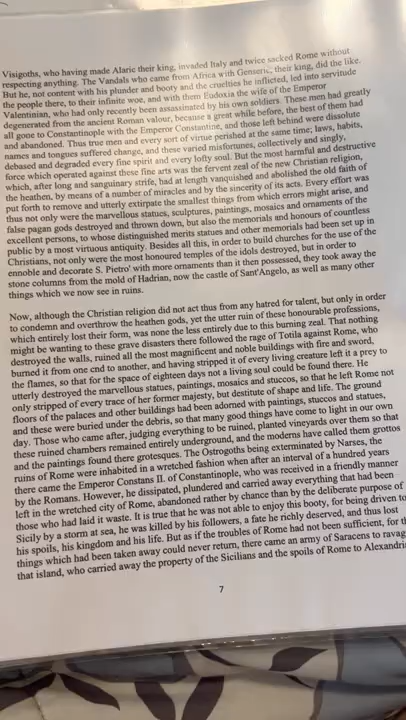 Visigoths, who having made Alaric their king, invaded Italy and twice sacked Rome without
respecting anything. The Vandals who came from Africa with Genseric, their king, did the like.
But he, not content with his plunder and booty and the cruelties he inflicted, led into servitude
the people there, to their infinite woe, and with them Eudoxia the wife of the Emperor
Valentinian, who had only recently been assassinated by his own soldiers. These men had greatly
degenerated from the ancient Roman valour, because a great while before, the best of them had
all gone to Constantinople with the Emperor Constantine, and those left behind were dissolute
and abandoned. Thus true men and every sort of virtue perished at the same time; laws, habits,
names and tongues suffered change, and these varied misfortunes, collectively and singly,
debased and degraded every fine spirit and every lofty soul. But the most harmful and destructive
force which operated against these fine arts was the fervent zeal of the new Christian religion,
which, after long and sanguinary strife, had at length vanquished and abolished the old faith of
the heathen, by means of a number of miracles and by the sincerity of its acts. Every effort was
put forth to remove and utterly extirpate the smallest things from which errors might arise, and
thus not only were the marvellous statues, sculptures, paintings, mosaics and ornaments of the
false pagan gods destroyed and thrown down, but also the memorials and honours of countless
excellent persons, to whose distinguished merits statues and other memorials had been set up in
public by a most virtuous antiquity. Besides all this, in order to build churches for the use of the
Christians, not only were the most honoured temples of the idols destroyed, but in order to
ennoble and decorate S. Pietro' with more ornaments than it then possessed, they took away the
stone columns from the mold of Hadrian, now the castle of Sant'Angelo, as well as many other
things which we now see in ruins.
Now, although the Christian religion did not act thus from any hatred for talent, but only in order
to condemn and overthrow the heathen gods, yet the utter ruin of these honourable professions,
which entirely lost their form, was none the less entirely due to this burning zeal. That nothing
might be wanting to these grave disasters there followed the rage of Totila against Rome, who
destroyed the walls, ruined all the most magnificent and noble buildings with fire and sword,
burned it from one end to another, and having stripped it of every living creature left it a prey to
the flames, so that for the space of eighteen days not a living soul could be found there. He
utterly destroyed the marvellous statues, paintings, mosaics and stuccos, so that he left Rome not
only stripped of every trace of her former majesty, but destitute of shape and life. The ground
floors of the palaces and other buildings had been adorned with paintings, stuccos and statues,
and these were buried under the debris, so that many good things have come to light in our own
day. Those who came after, judging everything to be ruined, planted vineyards over them so that
these ruined chambers remained entirely underground, and the moderns have called them grottos
and the paintings found there grotesques. The Ostrogoths being exterminated by Narses, the
ruins of Rome were inhabited in a wretched fashion when after an interval of a hundred years
there came the Emperor Constans II. of Constantinople, who was received in a friendly manner
by the Romans. However, he dissipated, plundered and carried away everything that had been
left in the wretched city of Rome, abandoned rather by chance than by the deliberate purpose of
those who had laid it waste. It is true that he was not able to enjoy this booty, for being driven to
Sicily by a storm at sea, he was killed by his followers, a fate he richly deserved, and thus lost
his spoils, his kingdom and his life. But as if the troubles of Rome had not been sufficient, for th
things which had been taken away could never return, there came an army of Saracens to ravag
that island, who carried away the property of the Sicilians and the spoils of Rome to Alexandri
7